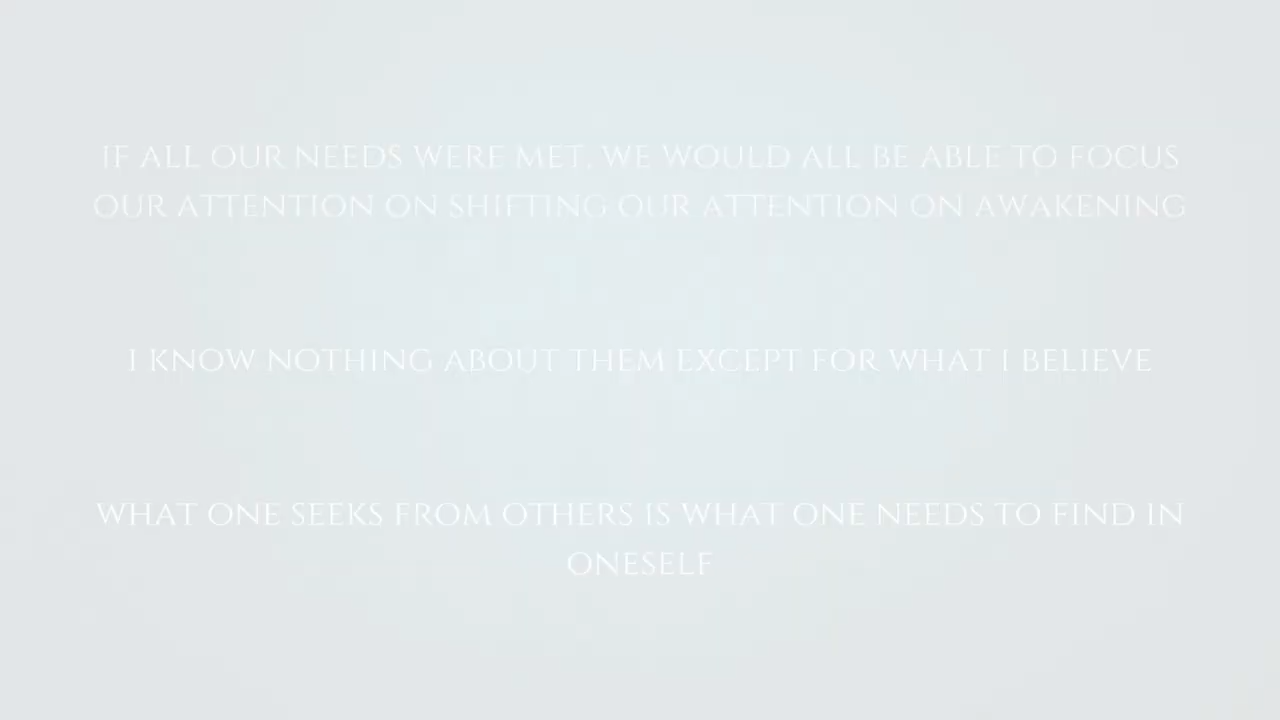 IF ALL OUR NEEDS WERE MET, WE WOULD ALL BE ABLE TO FOCUS
OUR ATTENTION ON SHIFTING OUR ATTENTION ON AWAKENING
I KNOW NOTHING ABOUT THEM EXCEPT FOR WHAT I BELIEVE
WHAT ONE SEEKS FROM OTHERS IS WHAT ONE NEEDS TO FIND IN
ONESELF